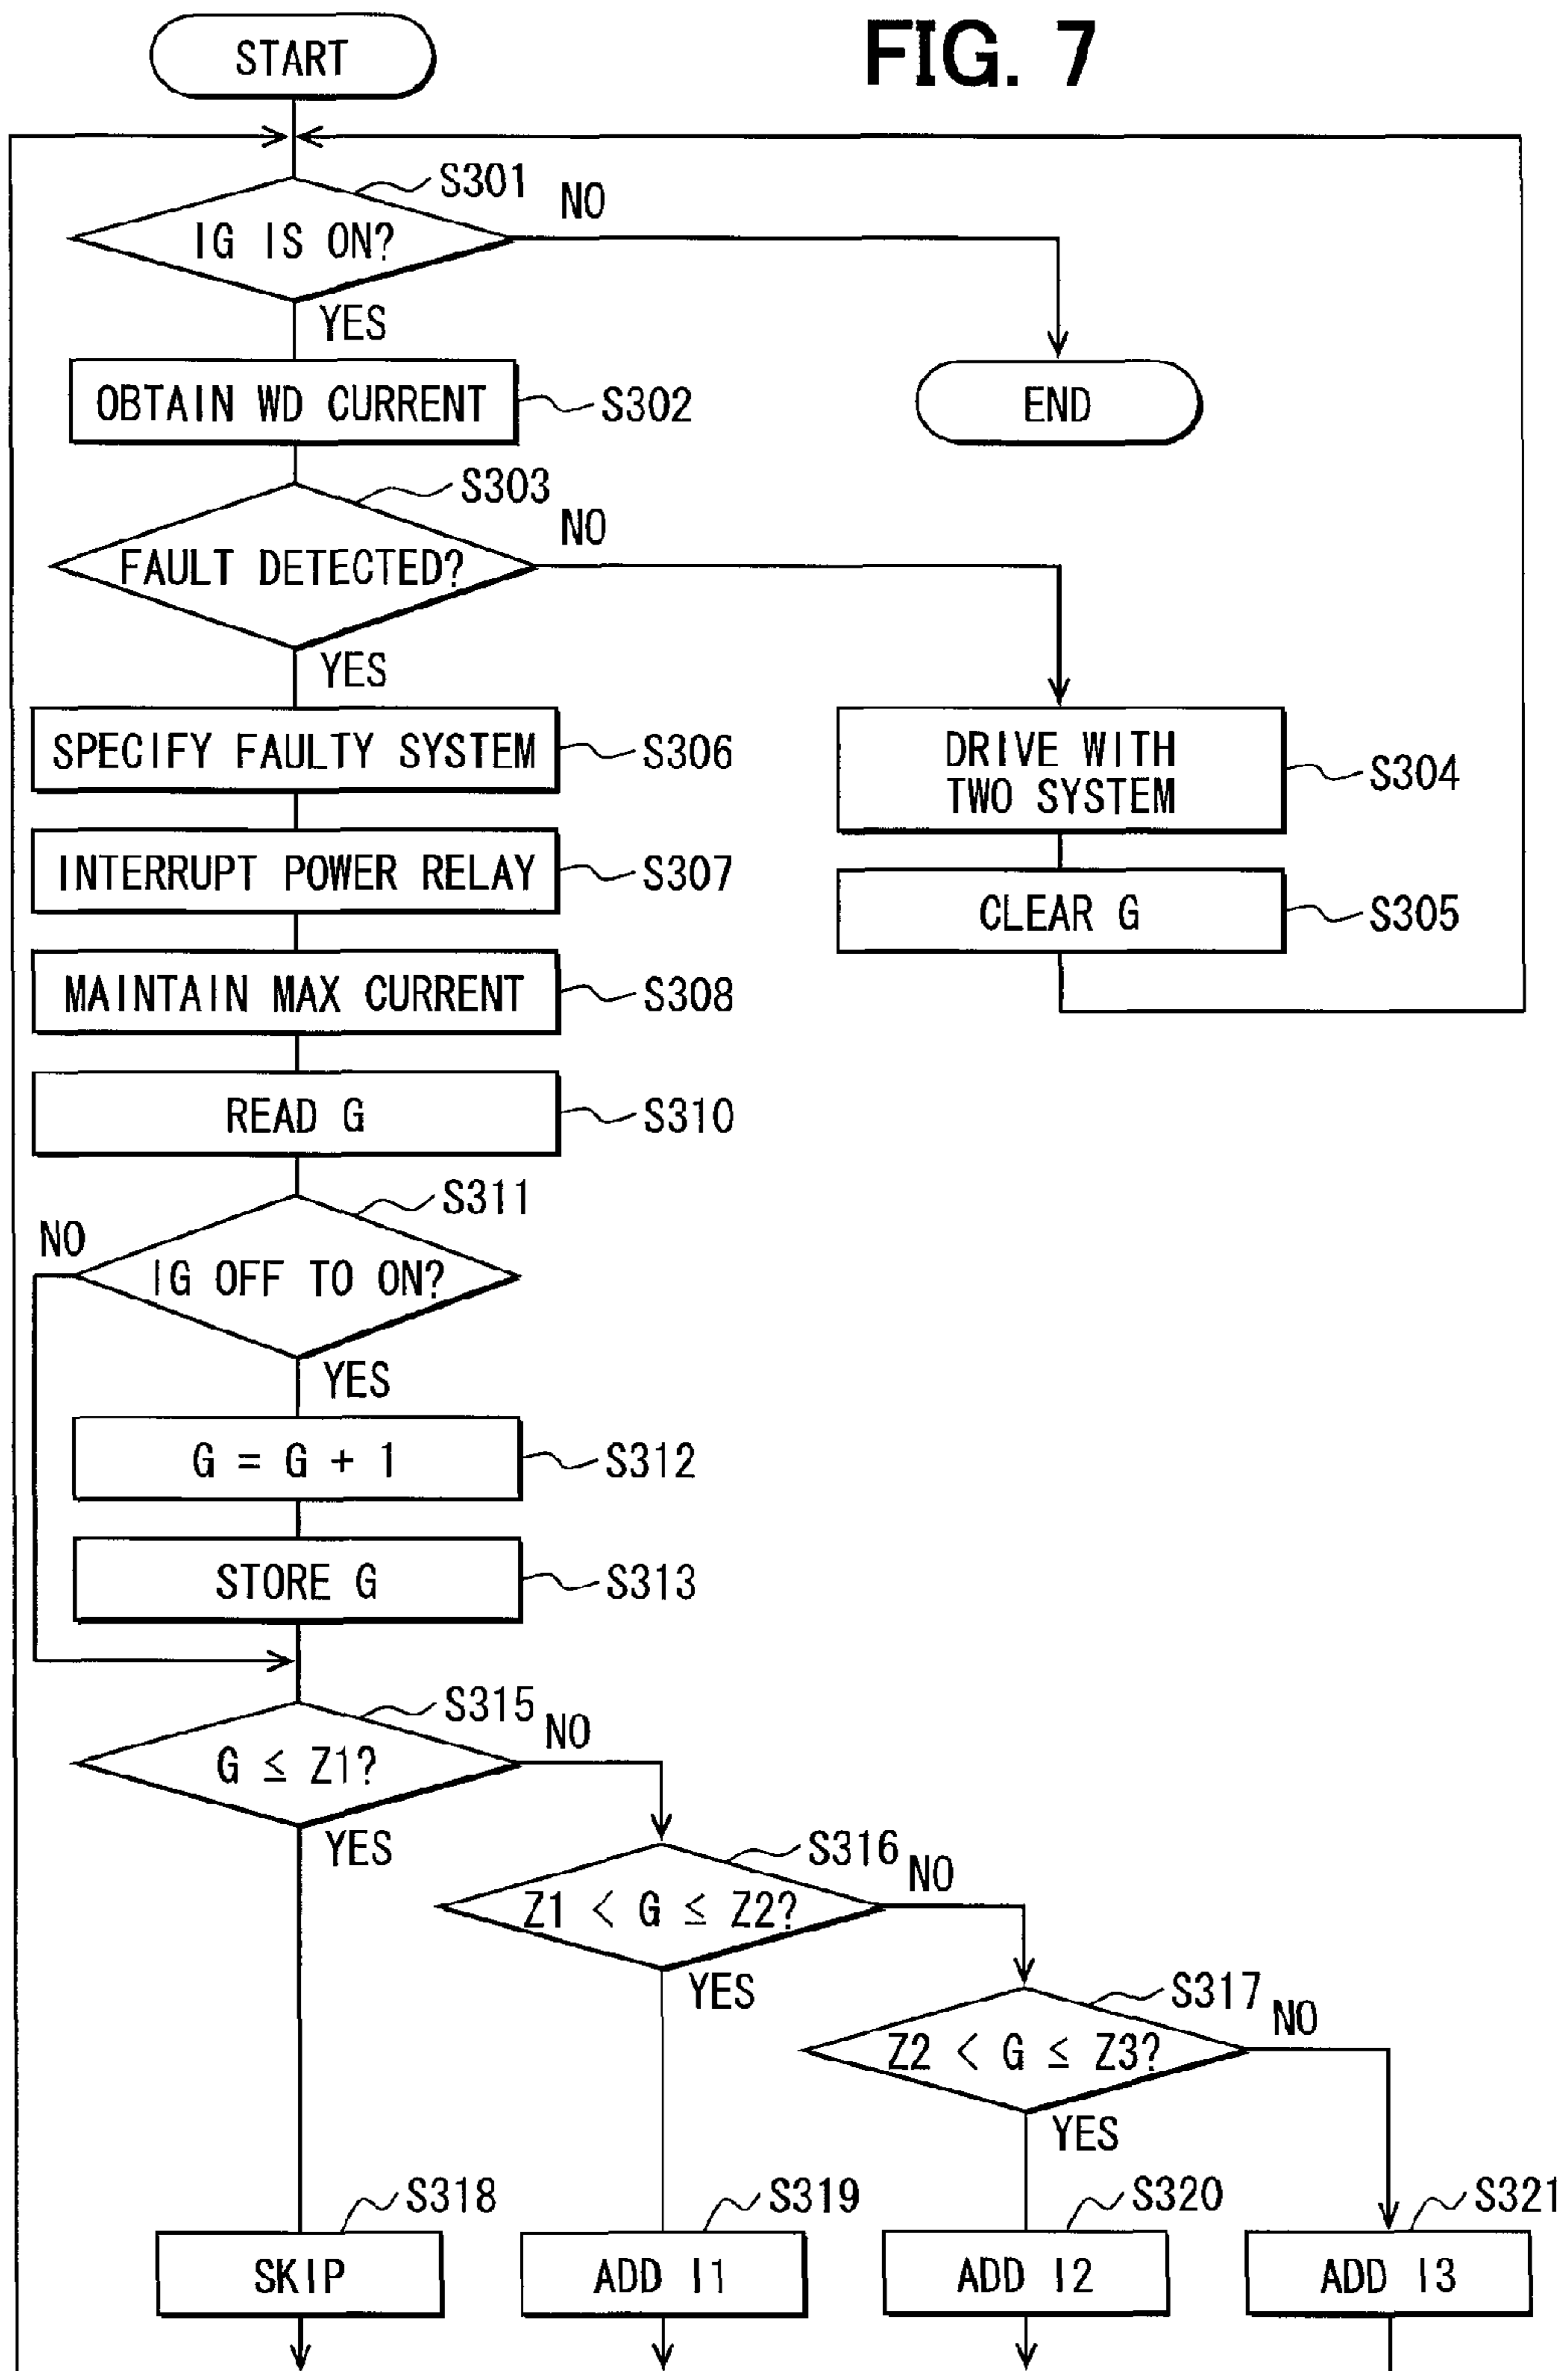 FIG. 7
START
S301
IG IS ON?
NO
YES
OBTAIN WD CURRENT
S302
END
S303
FAULT DETECTED?
NO
YES
SPECIFY FAULTY SYSTEM
S306
DRIVE WITH
TWO SYSTEM
S304
INTERRUPT POWER RELAY
S307
CLEAR G
S305
MAINTAIN MAX CURRENT
S308
READ G
S310
S311
NO
IG OFF TO ON?
YES
G = G + 1
S312
STORE G
S313
S315
NO
G ≤ Z1?
YES
S316
NO
Z1 < G ≤ Z2?
YES
S317
NO
Z2 < G ≤ Z3?
YES
S318
S319
S320
S321
SKIP
ADD I1
ADD I2
ADD I3